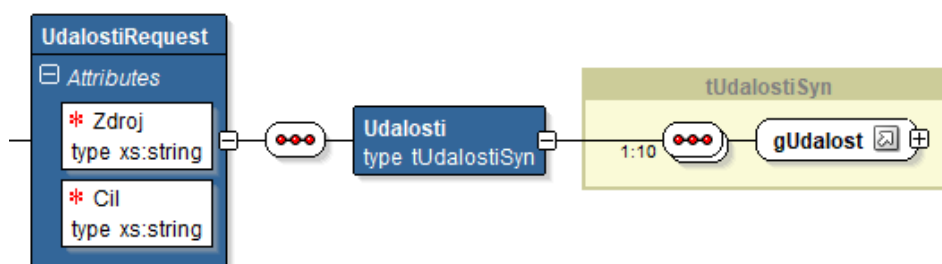 UdalostiRequest
Attributes
* Zdroj
type xs:string
* Cil
type xs:string
Udalosti
type tUdalostiSyn
tUdalostiSyn
1:10
gUdalost